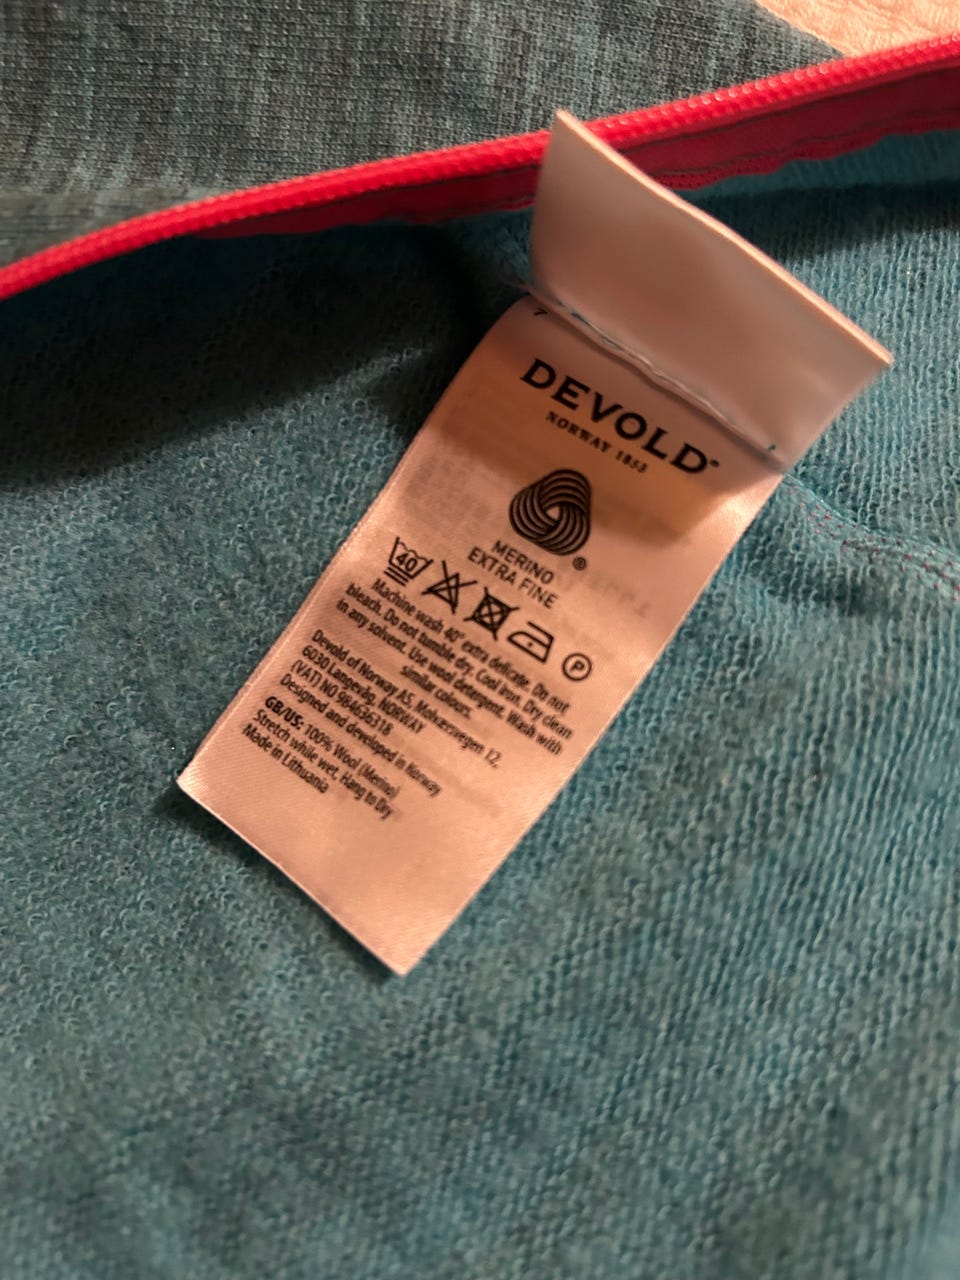 7
DEVOLD®
NORWAY 1853
®
MERINO
EXTRA FINE
40
P
Machine wash 40° extra delicate. Do not
bleach. Do not tumble dry. Cool iron. Dry clean
in any solvent. Use wool detergent. Wash with
similar colours.
Devold of Norway AS, Molværsvegen 12,
6030 Langevåg, NORWAY
(VAT) NO 984636318
Designed and developed in Norway
GB/US: 100% Wool (Merino)
Stretch while wet. Hang to Dry
Made in Lithuania